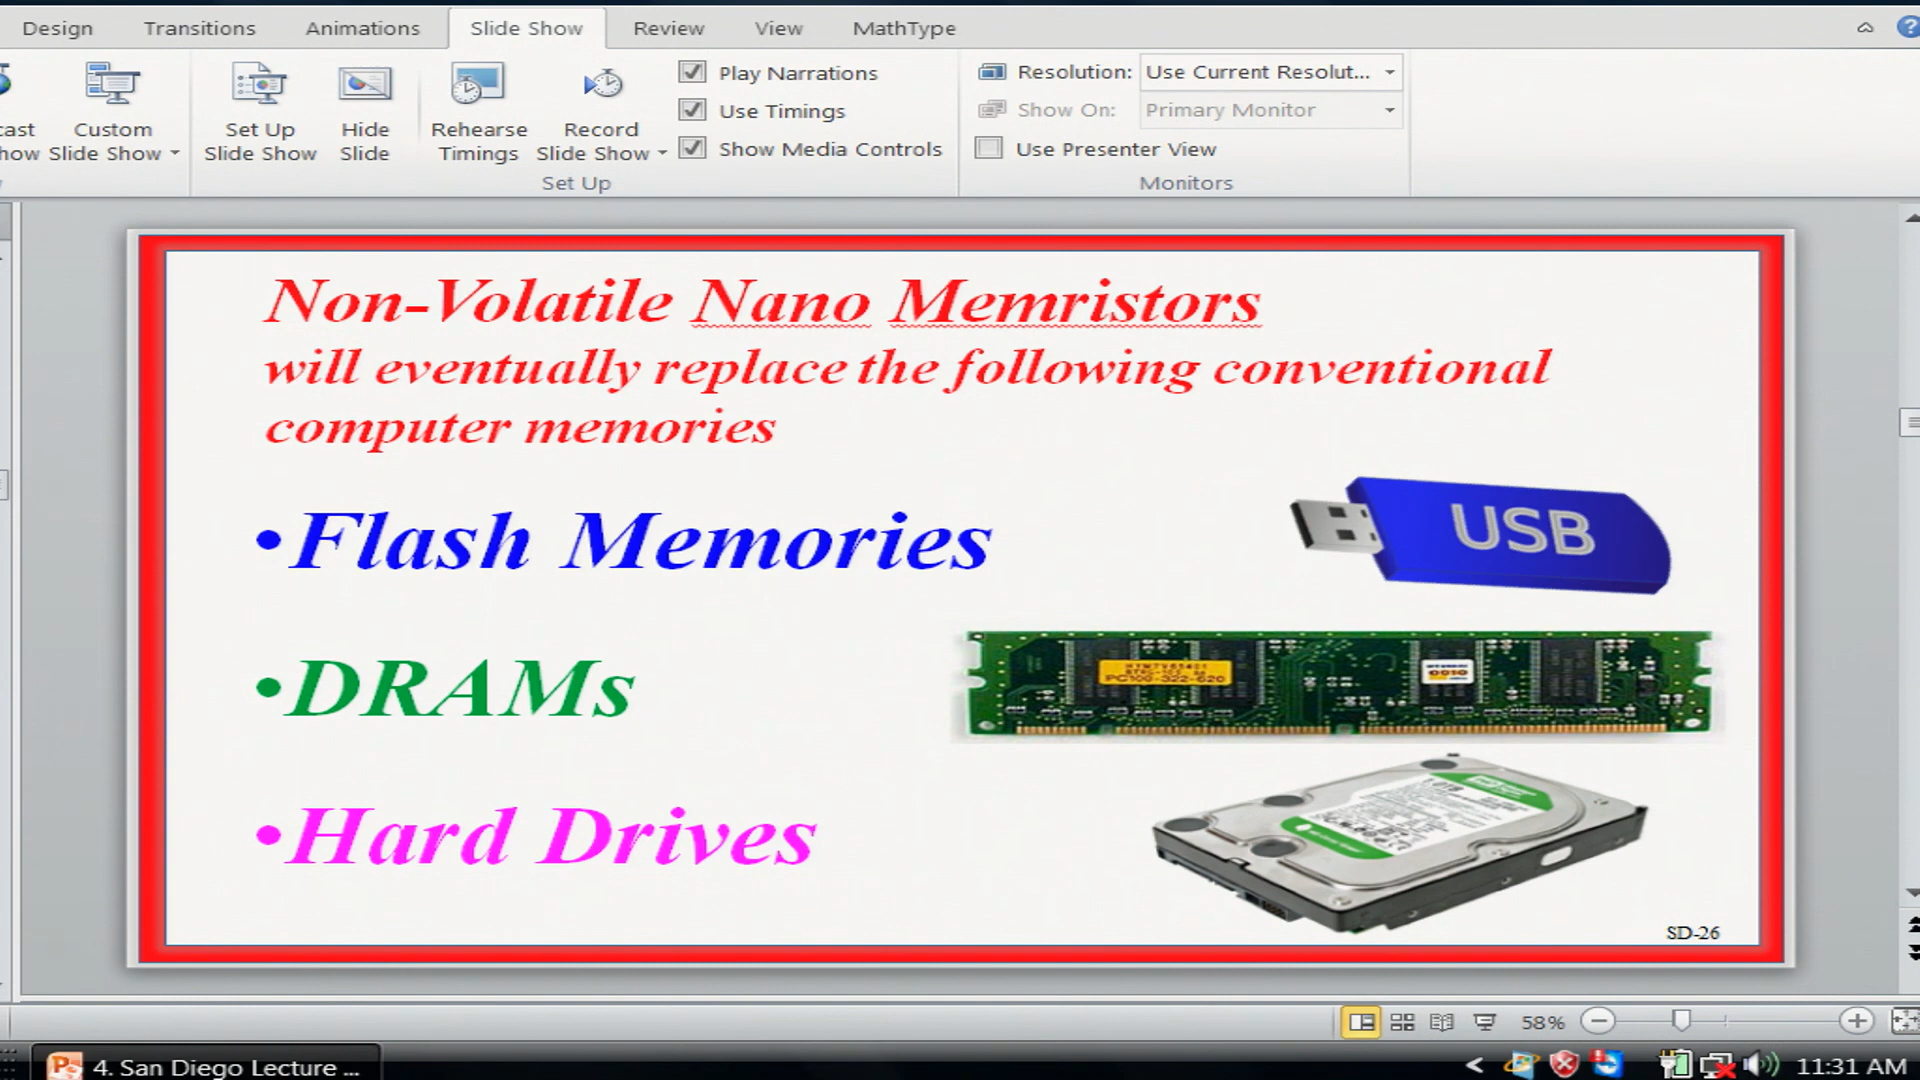 Design Transitions Animations Slide Show Review View MathType
Custom
Slide Show
Set Up
Slide Show
Hide
Slide
Rehearse
Timings
Record
Slide Show
Play Narrations
Use Timings
Show Media Controls
Set Up
Resolution: Use Current Resolut...
Show On: Primary Monitor
Use Presenter View
Monitors
Non-Volatile Nano Memristors
will eventually replace the following conventional
computer memories
•Flash Memories
USB
•DRAMs
PC100-322-620
•Hard Drives
SD-26
58%
4. San Diego Lecture ...
11:31 AM